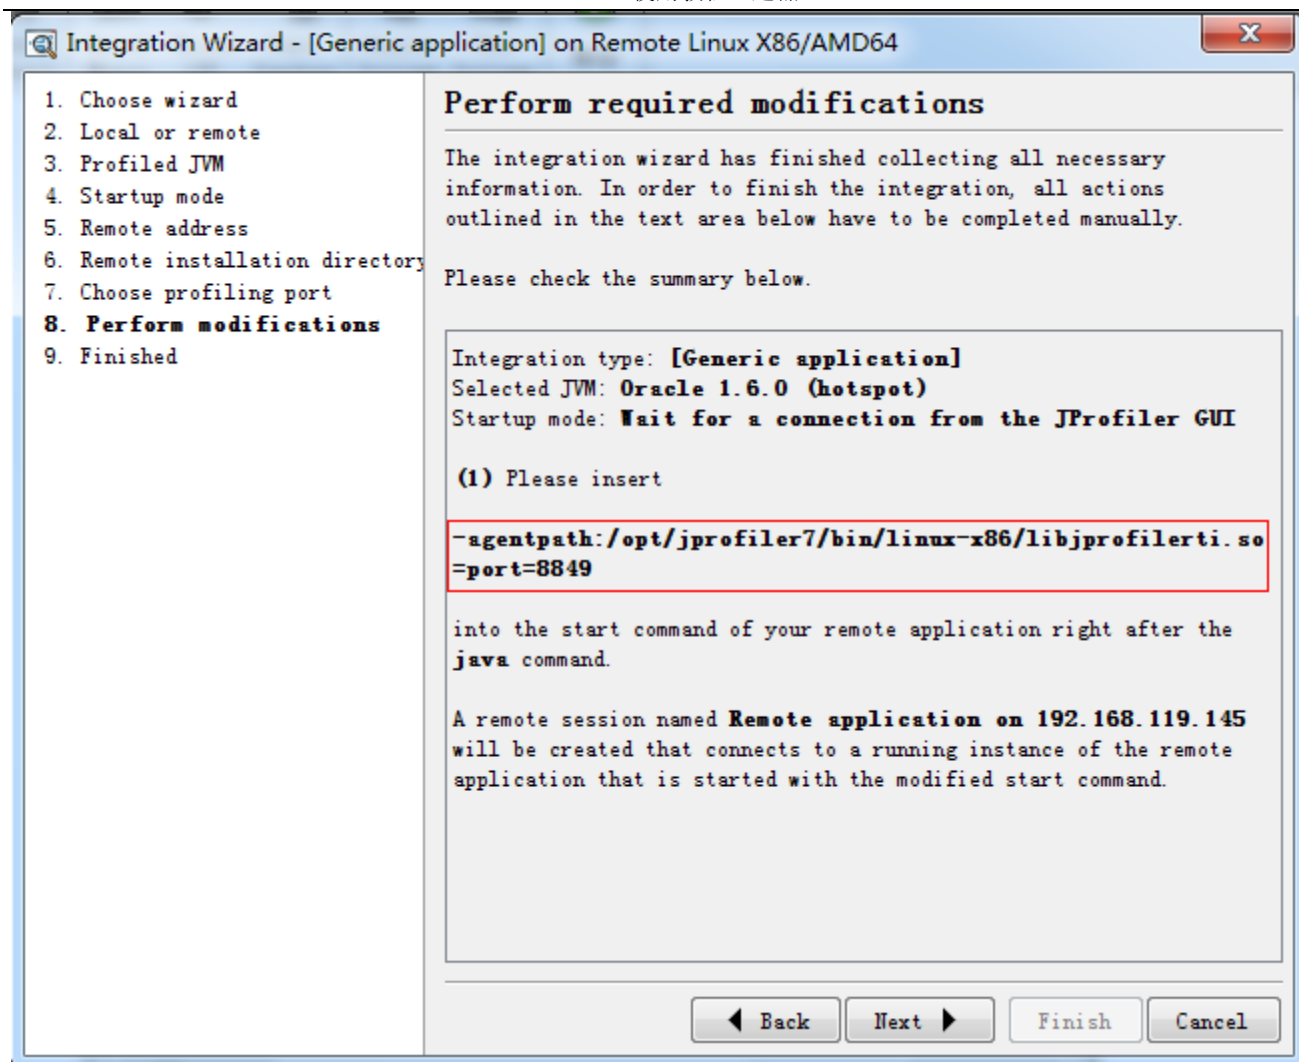 Integration Wizard - [Generic application] on Remote Linux X86/AMD64
1. Choose wizard
2. Local or remote
3. Profiled JVM
4. Startup mode
5. Remote address
6. Remote installation directory
7. Choose profiling port
8. Perform modifications
9. Finished
Perform required modifications
The integration wizard has finished collecting all necessary
information. In order to finish the integration, all actions
outlined in the text area below have to be completed manually.
Please check the summary below.
Integration type: [Generic application]
Selected JVM: Oracle 1.6.0 (hotspot)
Startup mode: Wait for a connection from the JProfiler GUI
(1) Please insert
-agentpath:/opt/jprofiler7/bin/linux-x86/libjprofilerti.so
=port=8849
into the start command of your remote application right after the
java command.
A remote session named Remote application on 192.168.119.145
will be created that connects to a running instance of the remote
application that is started with the modified start command.
Back
Next
Finish
Cancel